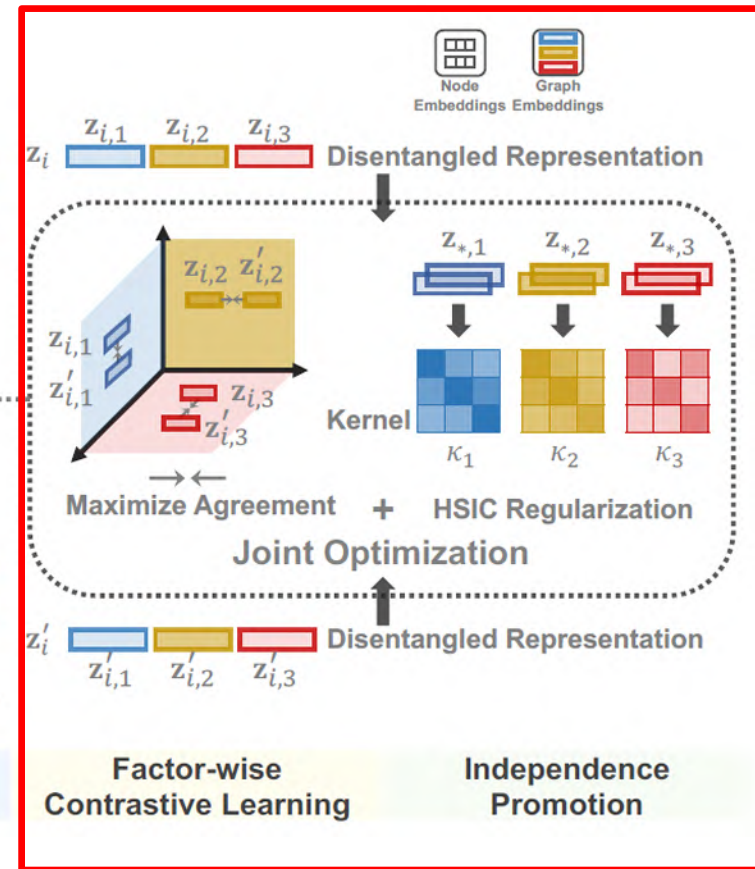 Node Embeddings
Graph Embeddings
𝐳ᵢ,₁ 𝐳ᵢ,₂ 𝐳ᵢ,₃
𝐳ᵢ Disentangled Representation
𝐳ᵢ,₂ 𝐳′ᵢ,₂
𝐳ᵢ,₁
𝐳′ᵢ,₁
𝐳ᵢ,₃
𝐳′ᵢ,₃
𝐳*,₁ 𝐳*,₂ 𝐳*,₃
Kernel
κ₁ κ₂ κ₃
Maximize Agreement + HSIC Regularization
Joint Optimization
𝐳′ᵢ Disentangled Representation
𝐳′ᵢ,₁ 𝐳′ᵢ,₂ 𝐳′ᵢ,₃
Factor-wise
Contrastive Learning
Independence
Promotion